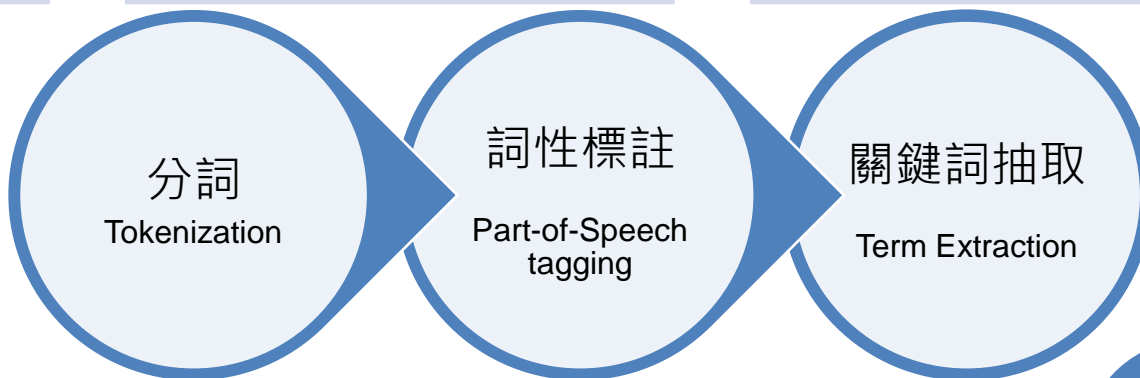 分詞
Tokenization
詞性標註
Part-of-Speech
tagging
關鍵詞抽取
Term Extraction